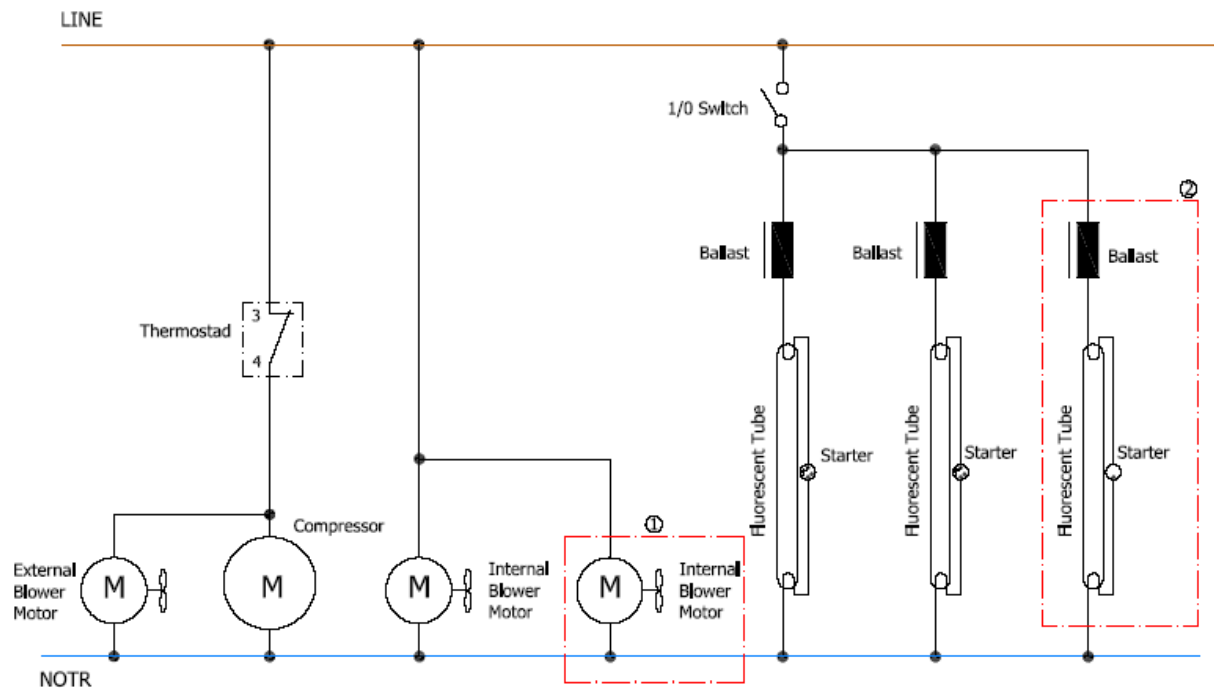 LINE
1/0 Switch
②
Ballast
Ballast
Ballast
3
Thermostad
4
Fluorescent Tube
Starter
Fluorescent Tube
Starter
Fluorescent Tube
Starter
Compressor
①
External
Blower
Motor
M
M
M
Internal
Blower
Motor
M
Internal
Blower
Motor
NOTR